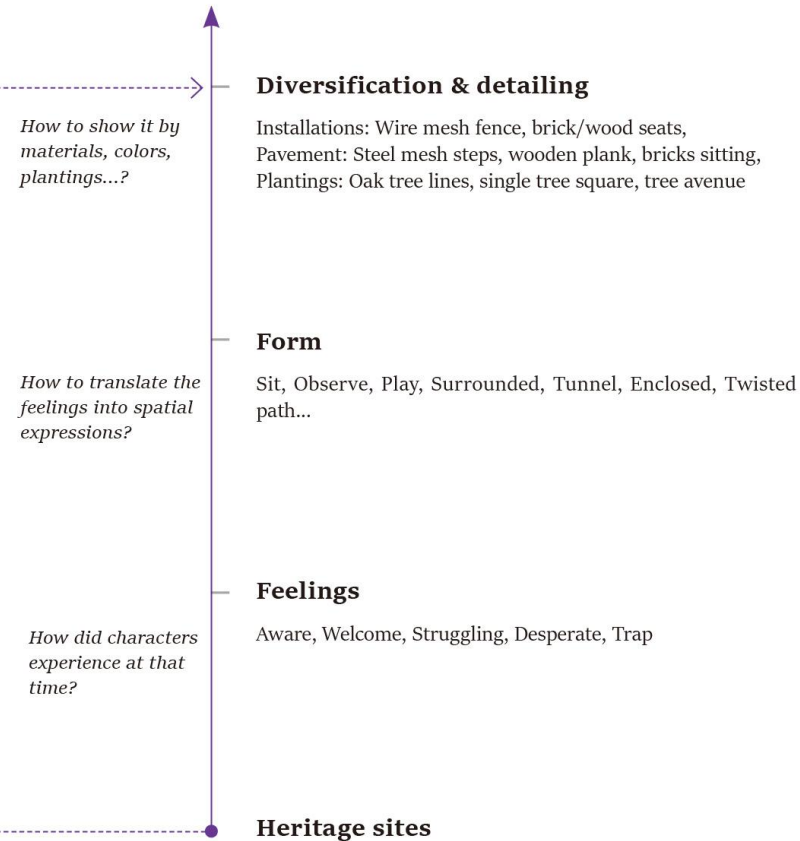 Diversification & detailing
How to show it by
materials, colors,
plantings...?
Installations: Wire mesh fence, brick/wood seats,
Pavement: Steel mesh steps, wooden plank, bricks sitting,
Plantings: Oak tree lines, single tree square, tree avenue
Form
How to translate the
feelings into spatial
expressions?
Sit, Observe, Play, Surrounded, Tunnel, Enclosed, Twisted
path...
Feelings
How did characters
experience at that
time?
Aware, Welcome, Struggling, Desperate, Trap
Heritage sites